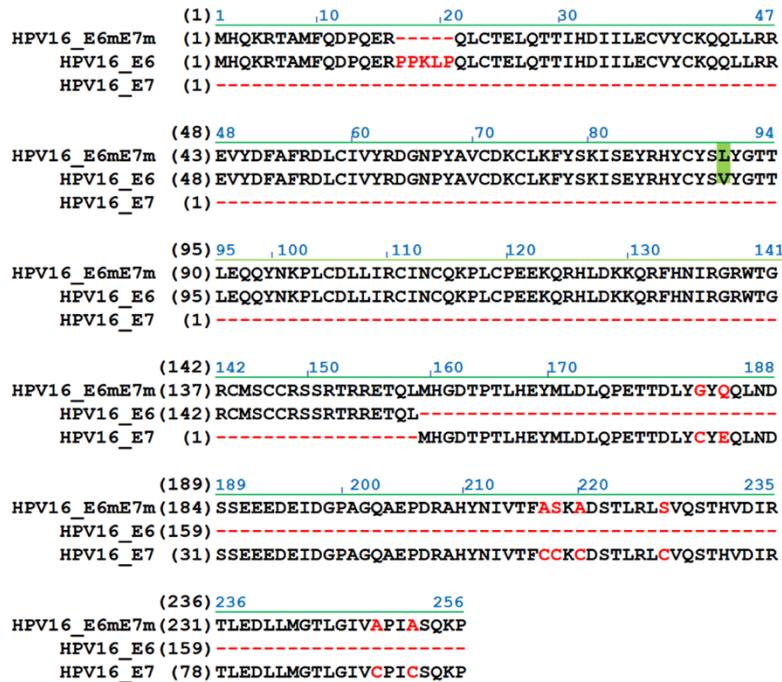 (1) 1 10 20 30 47
HPV16_E6mE7m (1) MHQKRTAMFQDPQER-----QLCTELQTTIHDIILECVYCKQQLLRR
HPV16_E6 (1) MHQKRTAMFQDPQERPPKLPQLCTELQTTIHDIILECVYCKQQLLRR
HPV16_E7 (1) -----------------------------------------------
(48) 48 60 70 80 94
HPV16_E6mE7m (43) EVYDFAFRDLCIVYRDGNPYAVCDKCLKFYSKISEYRHYCYSLYGTT
HPV16_E6 (48) EVYDFAFRDLCIVYRDGNPYAVCDKCLKFYSKISEYRHYCYSVYGTT
HPV16_E7 (1) -----------------------------------------------
(95) 95 100 110 120 130 141
HPV16_E6mE7m (90) LEQQYNKPLCDLLIRCINCQKPLCPEEKQRHLDKKQRFHNIRGRWTG
HPV16_E6 (95) LEQQYNKPLCDLLIRCINCQKPLCPEEKQRHLDKKQRFHNIRGRWTG
HPV16_E7 (1) -----------------------------------------------
(142) 142 150 160 170 188
HPV16_E6mE7m (137) RCMSCCRSSRTRRETQLMHGDTPTLHEYMLDLQPETTDLYGYQQLND
HPV16_E6 (142) RCMSCCRSSRTRRETQL------------------------------
HPV16_E7 (1) -----------------MHGDTPTLHEYMLDLQPETTDLYCYEQLND
(189) 189 200 210 220 235
HPV16_E6mE7m (184) SSEEEDEIDGPAGQAEPDRAHYNIVTFASKADSTLRLSVQSTHVDIR
HPV16_E6 (159) -----------------------------------------------
HPV16_E7 (31) SSEEEDEIDGPAGQAEPDRAHYNIVTFCCKCDSTLRLCVQSTHVDIR
(236) 236 256
HPV16_E6mE7m (231) TLEDLLMGTLGIVAPIASQKP
HPV16_E6 (159) ---------------------
HPV16_E7 (78) TLEDLLMGTLGIVCPICSQKP